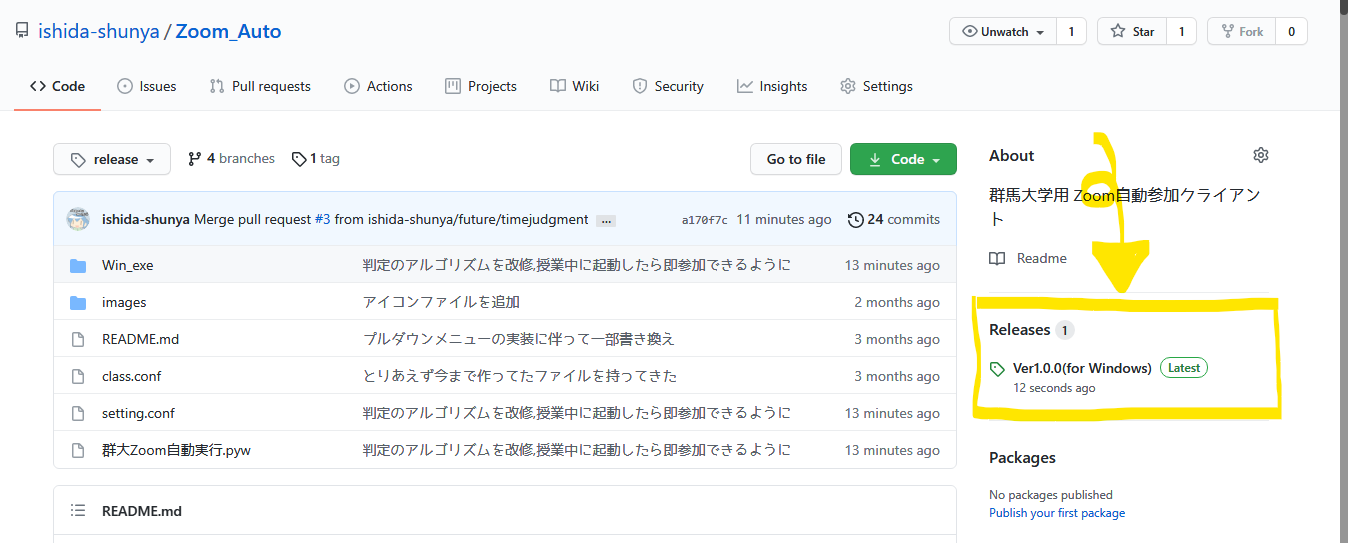 ishida-shunya / Zoom_Auto
Unwatch 1 Star 1 Fork 0
Code Issues Pull requests Actions Projects Wiki Security Insights Settings
release 4 branches 1 tag Go to file Code
ishida-shunya Merge pull request #3 from ishida-shunya/future/timejudgment ... a170f7c 11 minutes ago 24 commits
Win_exe 判定のアルゴリズムを改修,授業中に起動したら即参加できるように 13 minutes ago
images アイコンファイルを追加 2 months ago
README.md プルダウンメニューの実装に伴って一部書き換え 3 months ago
class.conf とりあえず今まで作ってたファイルを持ってきた 3 months ago
setting.conf 判定のアルゴリズムを改修,授業中に起動したら即参加できるように 13 minutes ago
群大Zoom自動実行.pyw 判定のアルゴリズムを改修,授業中に起動したら即参加できるように 13 minutes ago
README.md
About
群馬大学用 Zoom自動参加クライアン
ト
Readme
Releases 1
Ver1.0.0(for Windows) Latest
12 seconds ago
Packages
No packages published
Publish your first package